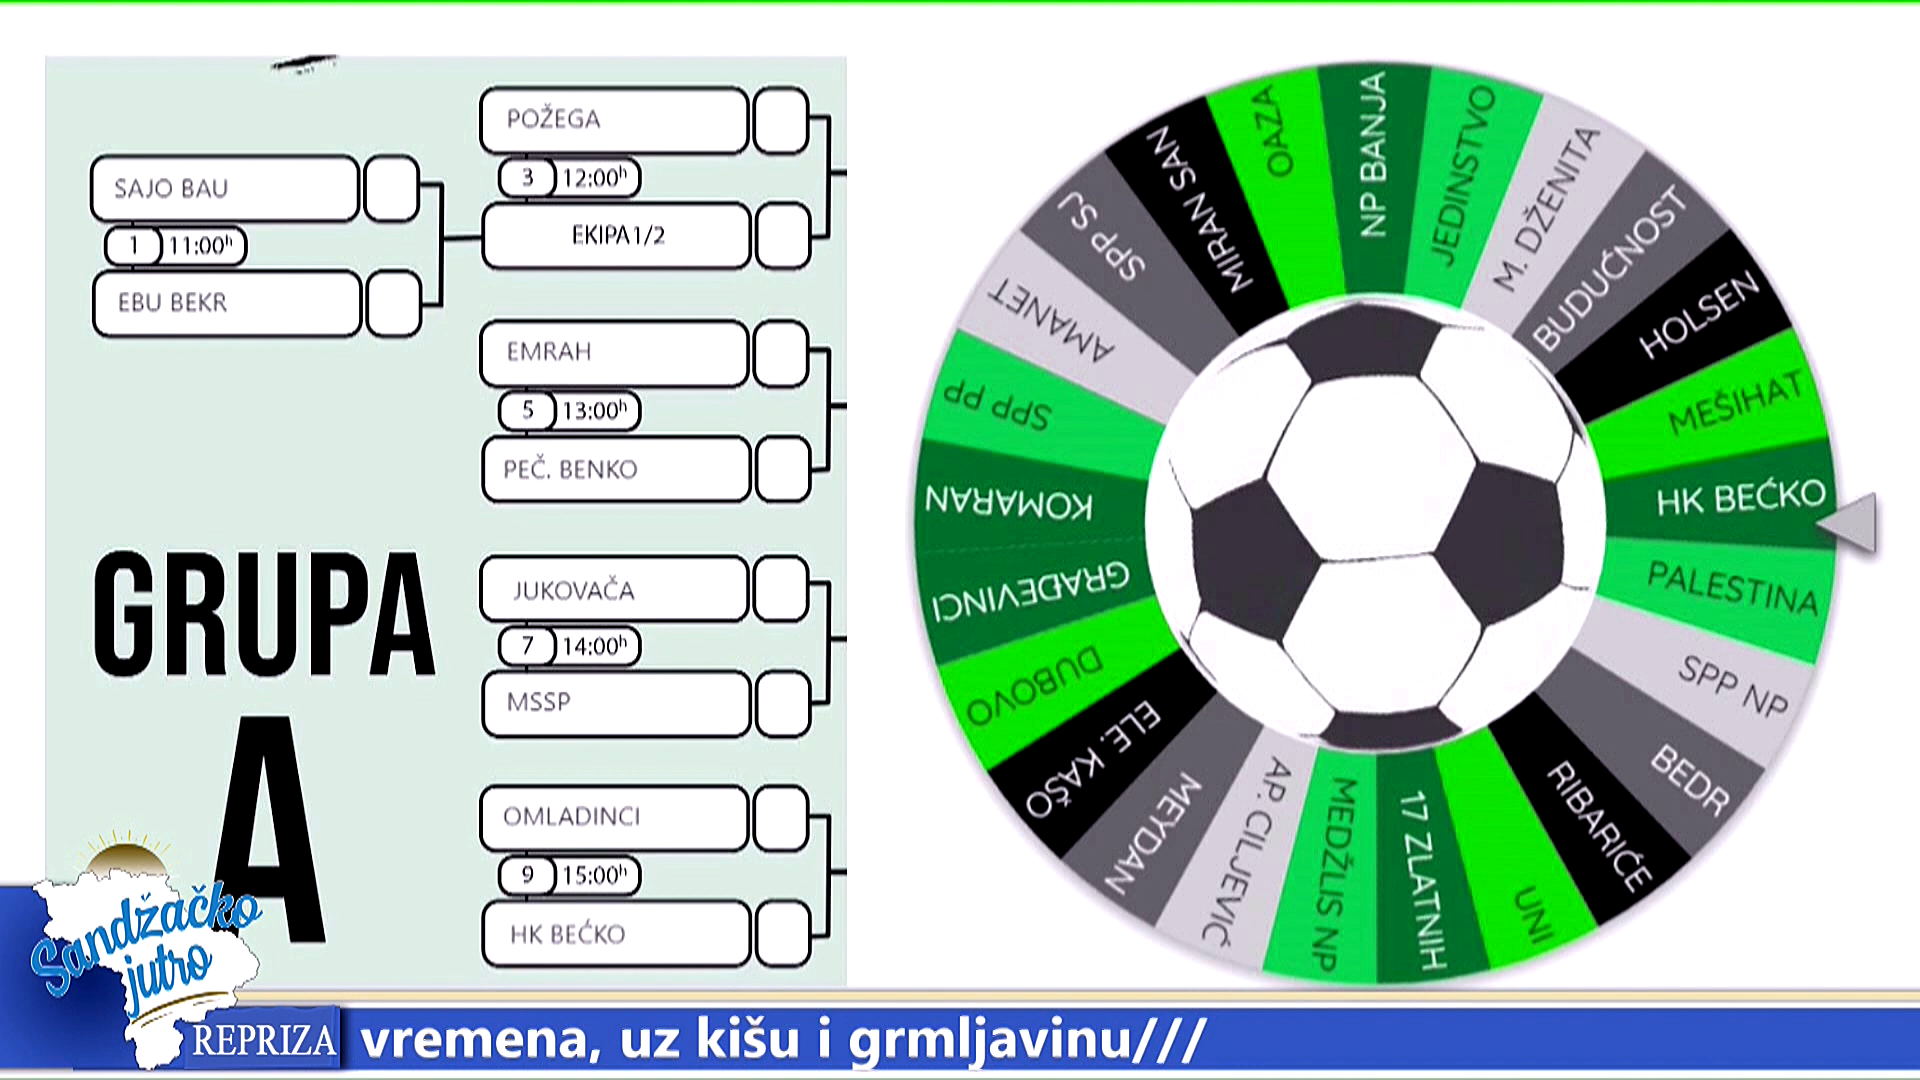 SAJO BAU
1 11:00h
EBU BEKR
POŽEGA
3 12:00h
EKIPA 1/2
EMRAH
5 13:00h
PEČ. BENKO
JUKOVAČA
7 14:00h
MSSP
OMLADINCI
9 15:00h
HK BEĆKO
GRUPA
A
OAZA
NP BANJA
JEDINSTVO
M. DŽENITA
BUDUĆNOST
HOLSEN
MEŠIHAT
HK BEĆKO
PALESTINA
SPP NP
BEDR
RIBARIĆE
UNI
17 ZLATNIH
MEDŽLIS NP
AP. CILJEVIĆ
MEYDAN
ELE. KAŠO
DUBOVO
GRAĐEVINCI
KOMARAN
SPP PP
AMANET
SPP SJ
MIRAN SAN
Sandžačko
jutro
REPRIZA
vremena, uz kišu i grmljavinu///